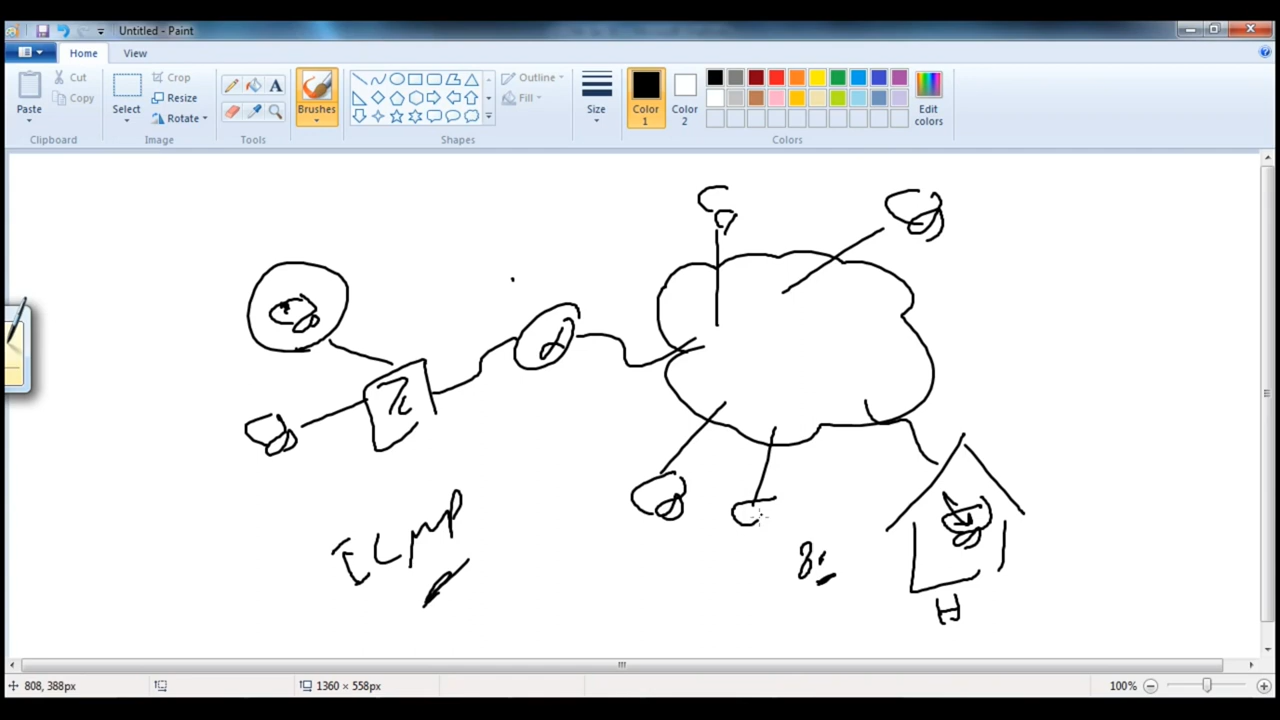 Untitled - Paint
Home
View
Cut
Copy
Paste
Crop
Resize
Rotate
Select
Brushes
Outline
Fill
Size
Color 1
Color 2
Edit colors
Clipboard
Image
Tools
Shapes
Colors
ICMP
H
808, 388px
1360 × 558px
100%